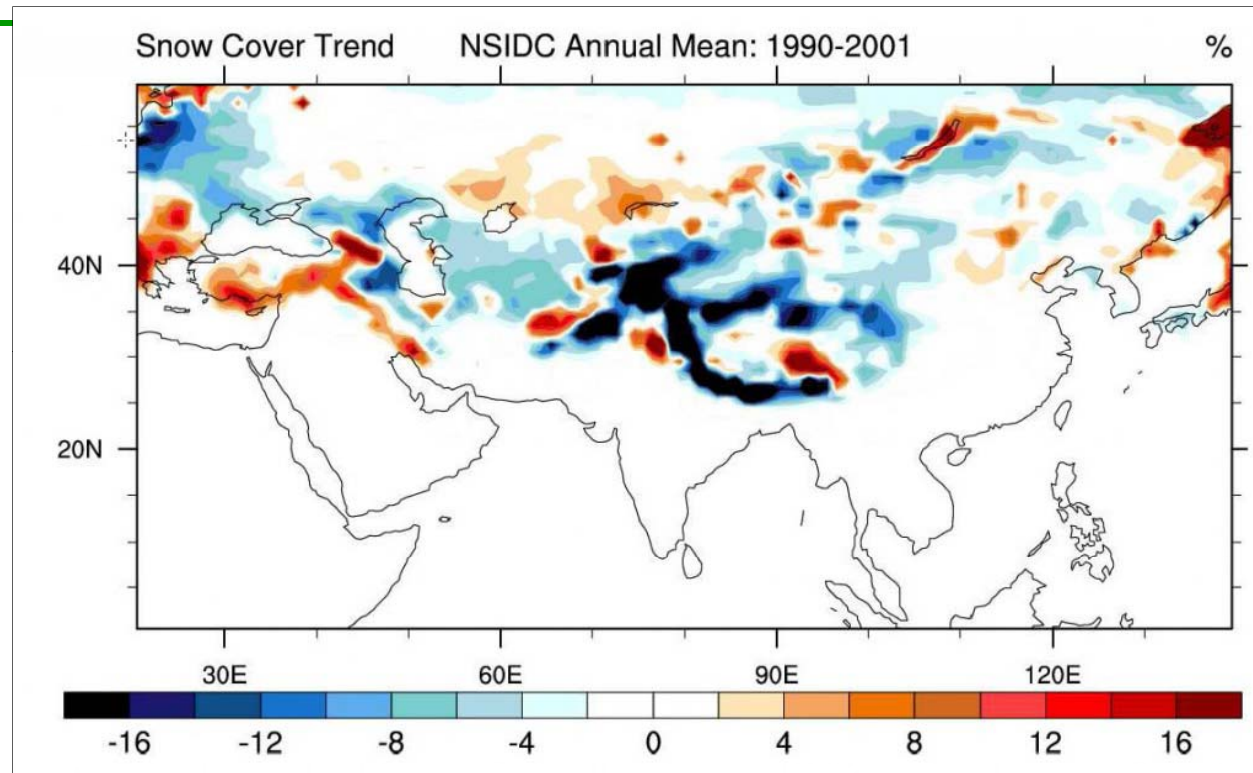 Snow Cover Trend NSIDC Annual Mean: 1990-2001 %
40N
20N
30E 60E 90E 120E
-16 -12 -8 -4 0 4 8 12 16